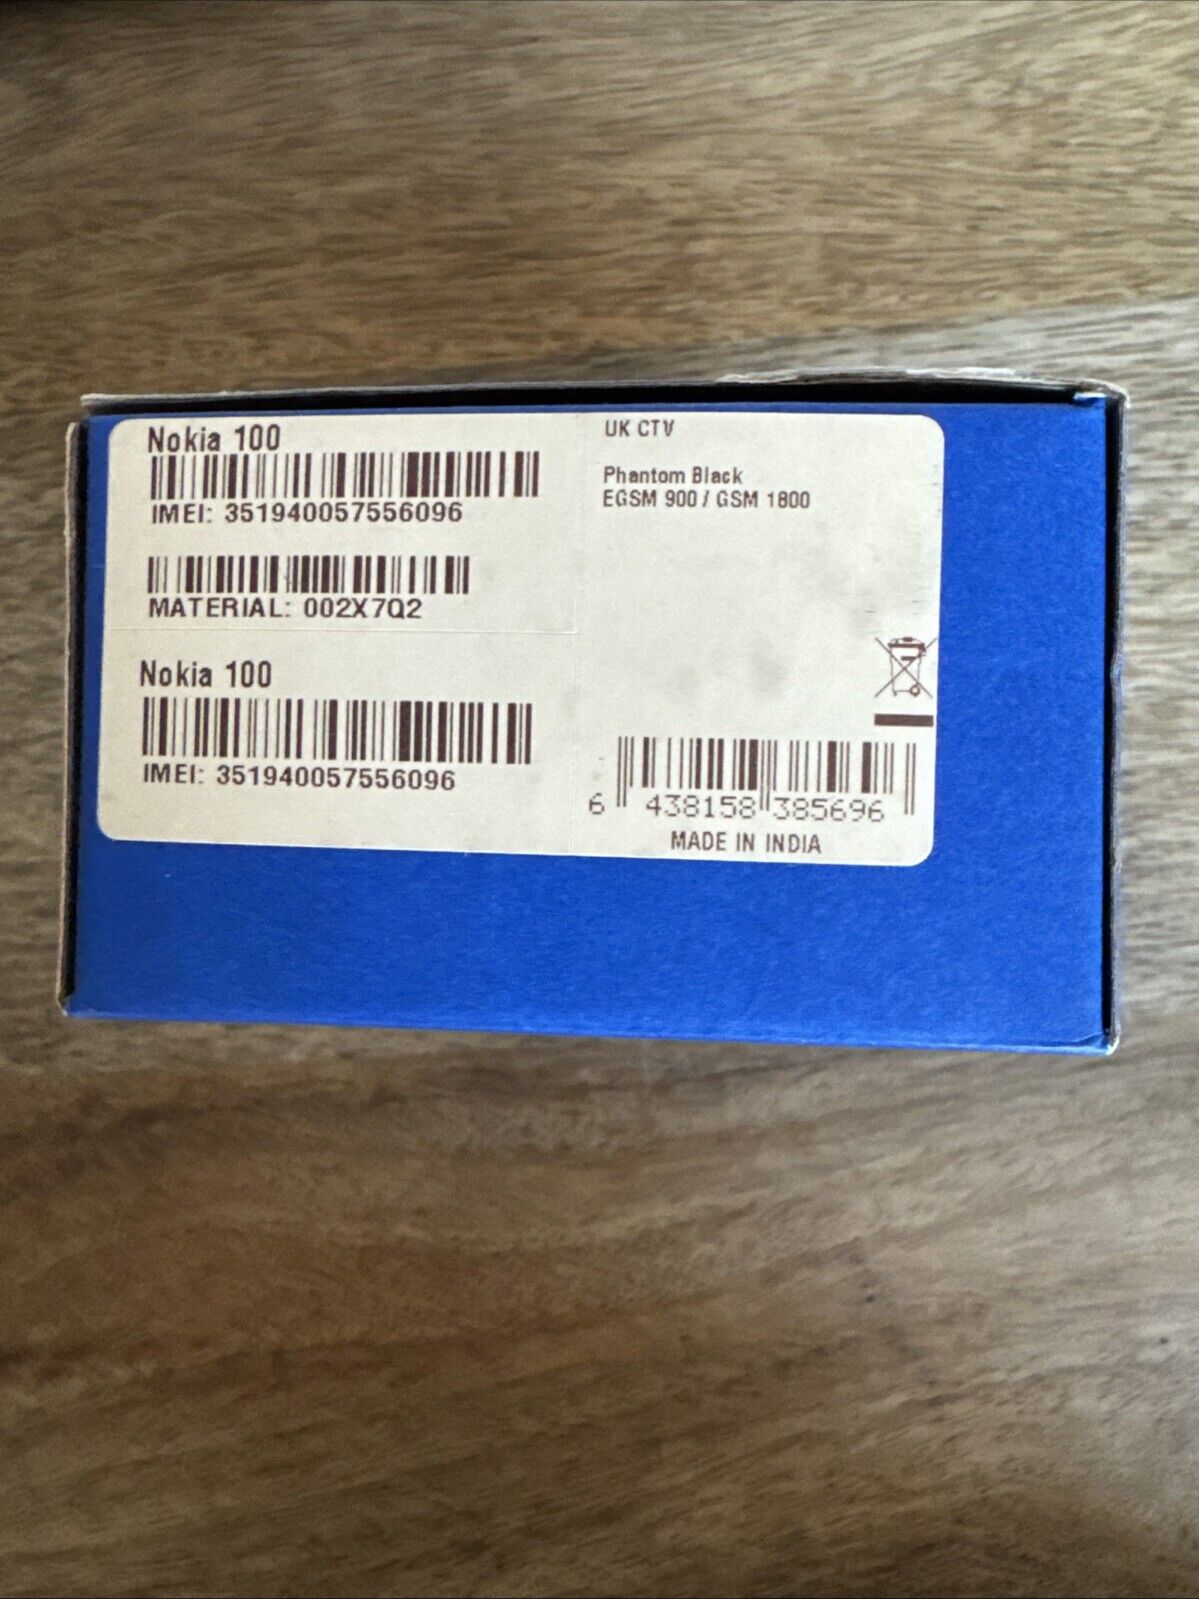 Nokia 100
IMEI: 351940057556096
MATERIAL: 002X7Q2
Nokia 100
IMEI: 351940057556096
UK CTV
Phantom Black
EGSM 900 / GSM 1800
6 438158 385696
MADE IN INDIA